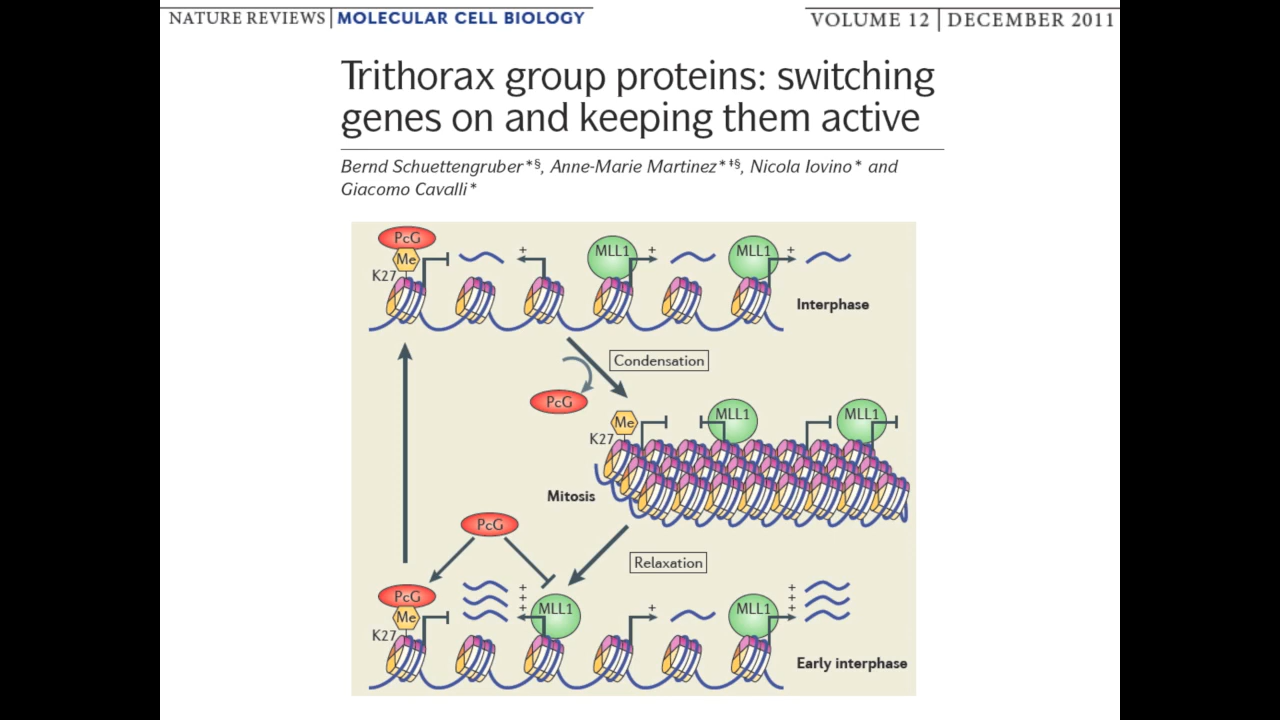 NATURE REVIEWS | MOLECULAR CELL BIOLOGY
VOLUME 12 | DECEMBER 2011
Trithorax group proteins: switching
genes on and keeping them active
Bernd Schuettengruber*§, Anne-Marie Martinez*‡§, Nicola Iovino* and
Giacomo Cavalli*
PcG
Me
K27
+
MLL1
+
MLL1
+
Interphase
Condensation
PcG
Me
K27
MLL1
MLL1
Mitosis
PcG
Relaxation
PcG
Me
K27
+
+
+
MLL1
+
MLL1
+
+
+
Early interphase